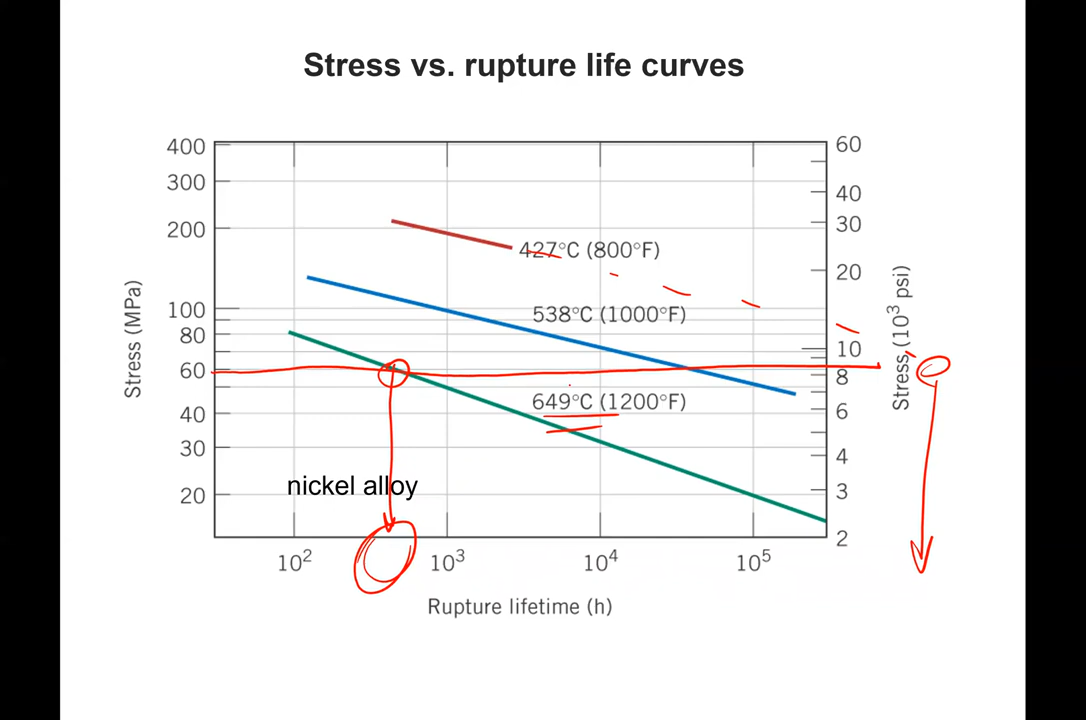 Stress vs. rupture life curves
400
300
200
100
80
60
40
30
20
Stress (MPa)
60
40
30
20
10
8
6
4
3
2
Stress (10³ psi)
427°C (800°F)
538°C (1000°F)
649°C (1200°F)
nickel alloy
10² 10³ 10⁴ 10⁵
Rupture lifetime (h)